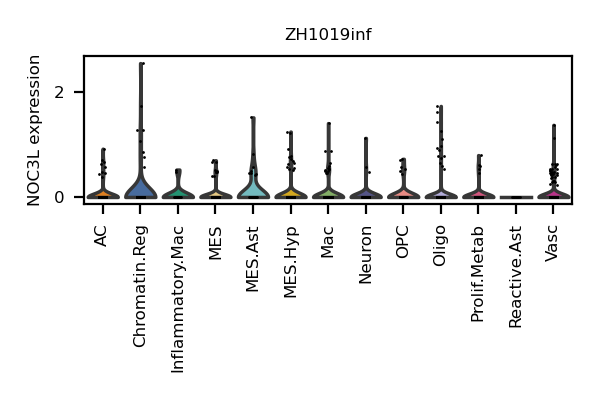 ZH1019inf
NOC3L expression
2
0
AC
Chromatin.Reg
Inflammatory.Mac
MES
MES.Ast
MES.Hyp
Mac
Neuron
OPC
Oligo
Prolif.Metab
Reactive.Ast
Vasc